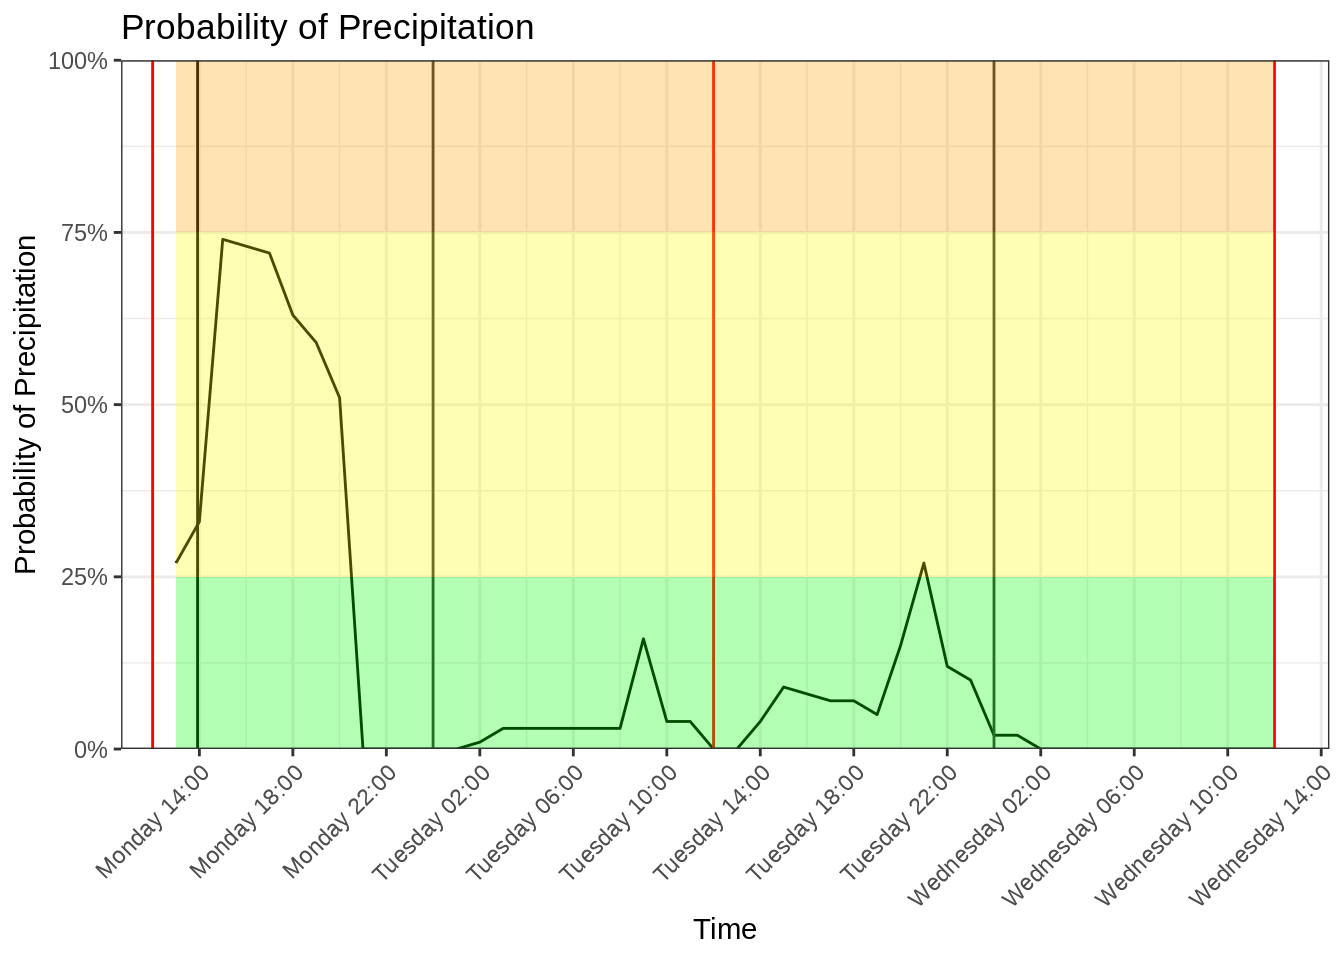 Probability of Precipitation
Probability of Precipitation
100%
75%
50%
25%
0%
Monday 14:00
Monday 18:00
Monday 22:00
Tuesday 02:00
Tuesday 06:00
Tuesday 10:00
Tuesday 14:00
Tuesday 18:00
Tuesday 22:00
Wednesday 02:00
Wednesday 06:00
Wednesday 10:00
Wednesday 14:00
Time